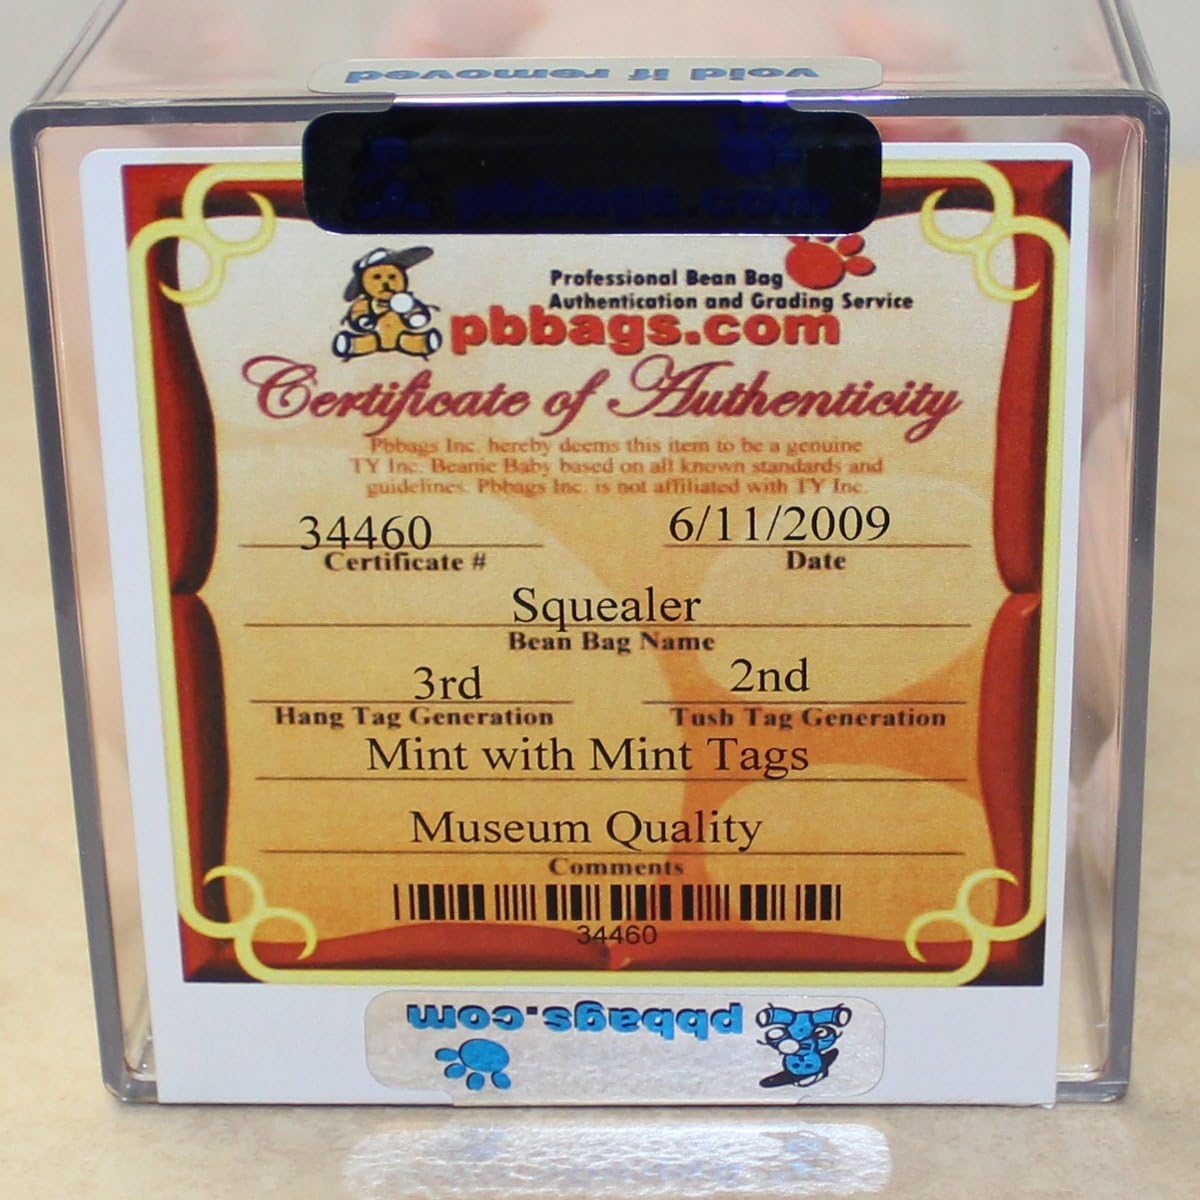 void if removed
pbbags.com
Professional Bean Bag
Authentication and Grading Service
pbbags.com
Certificate of Authenticity
Pbbags Inc. hereby deems this item to be a genuine
TY Inc. Beanie Baby based on all known standards and
guidelines. Pbbags Inc. is not affiliated with TY Inc.
34460 6/11/2009
Certificate # Date
Squealer
Bean Bag Name
3rd 2nd
Hang Tag Generation Tush Tag Generation
Mint with Mint Tags
Museum Quality
Comments
34460
pbbags.com